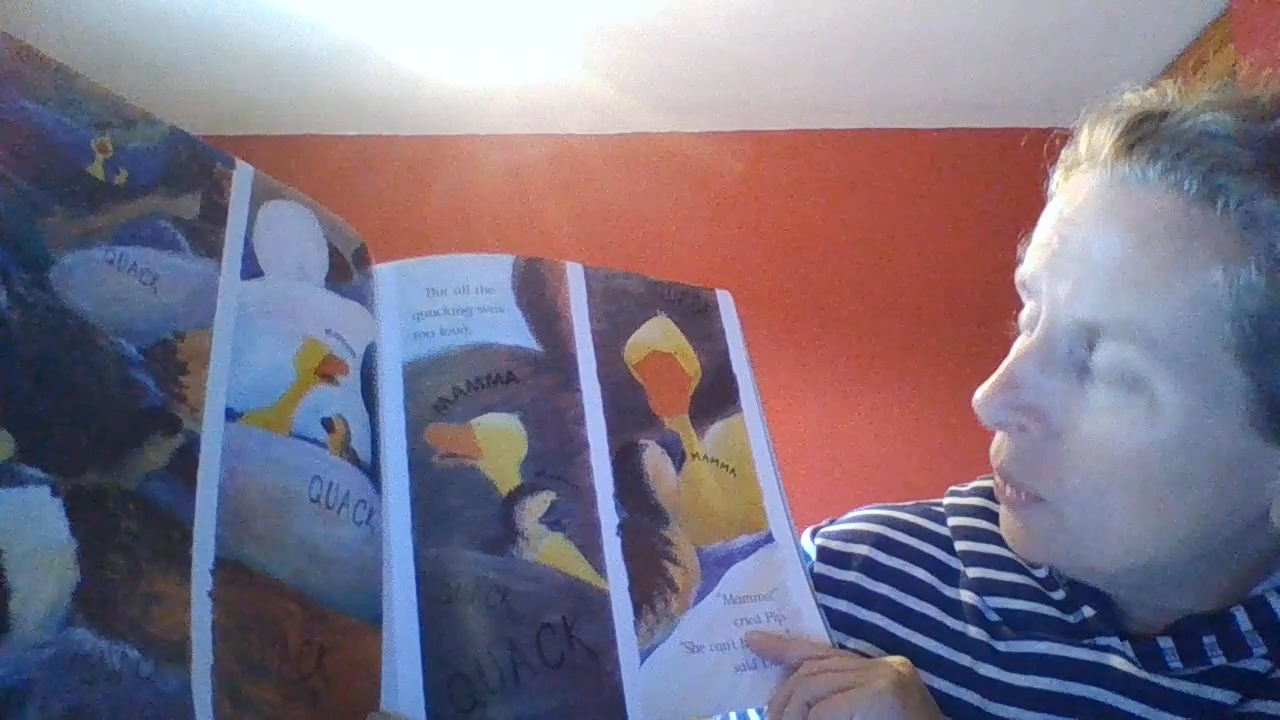 QUACK
QUACK
But all the
quacking was
too loud.
MAMMA
QUACK
QUACK
MAMMA
"Mamma"
cried Pip.
"She can't
said